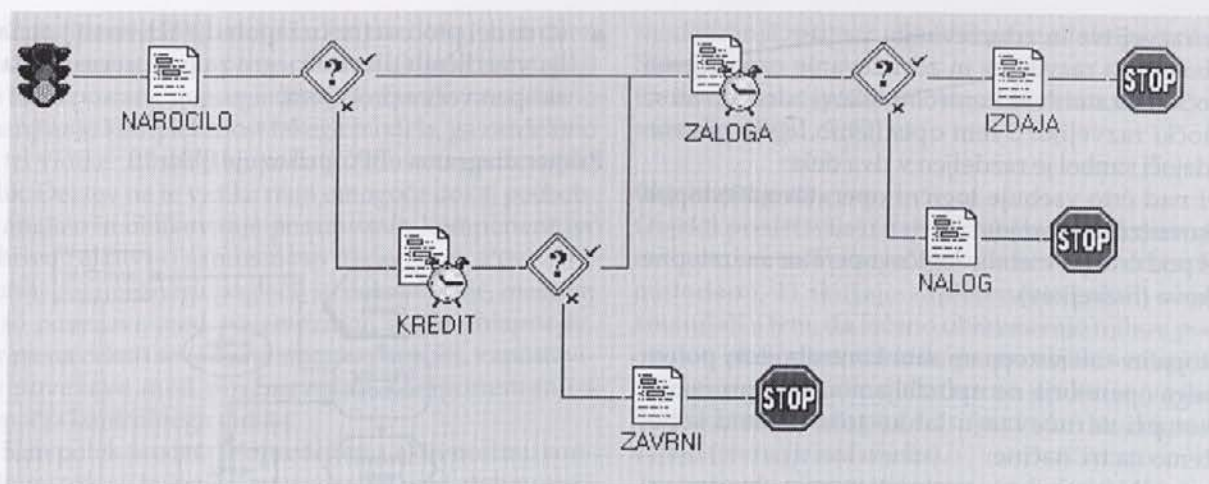 NAROCILO
?
ZALOGA
?
IZDAJA
STOP
KREDIT
?
NALOG
STOP
ZAVRNI
STOP